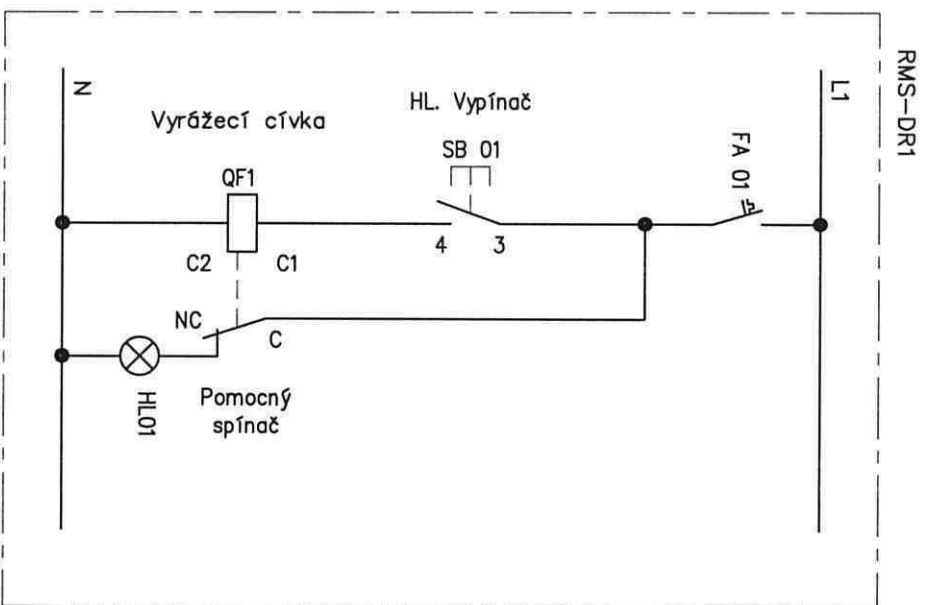 RMS-DR1
N
L1
Vyrážecí cívka
HL. Vypínač
SB 01
FA 01
QF1
4
3
C2
C1
NC
C
HL01
Pomocný
spínač